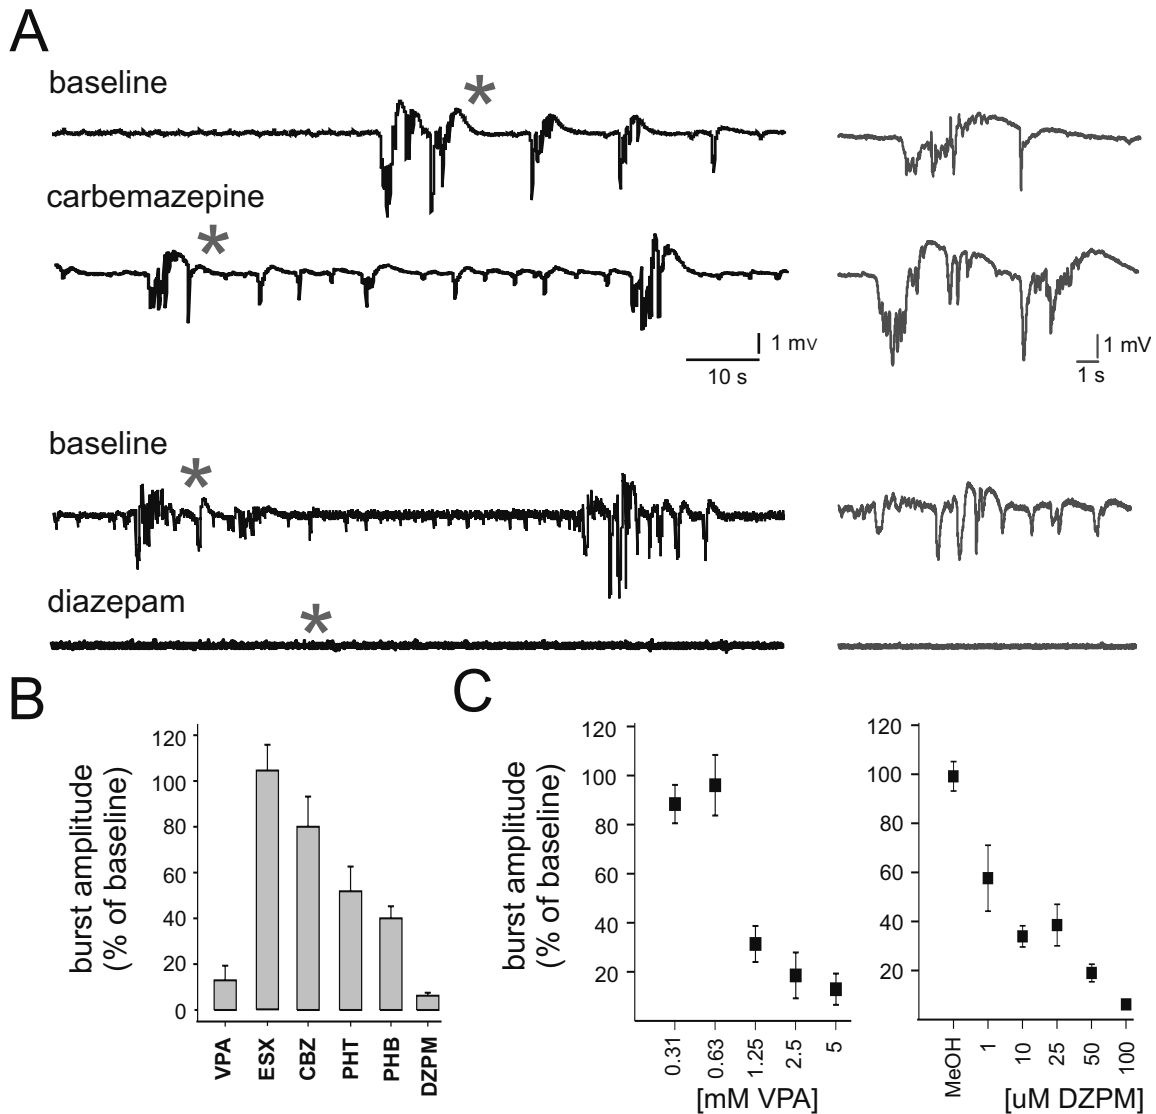 A
baseline
*
carbemazepine
*
1 mV
10 s
1 mV
1 s
baseline
*
diazepam
*
B
burst amplitude
(% of baseline)
120
100
80
60
40
20
0
VPA
ESX
CBZ
PHT
PHB
DZPM
C
burst amplitude
(% of baseline)
120
100
80
60
40
20
0.31
0.63
1.25
2.5
5
[mM VPA]
120
100
80
60
40
20
MeOH
1
10
25
50
100
[uM DZPM]